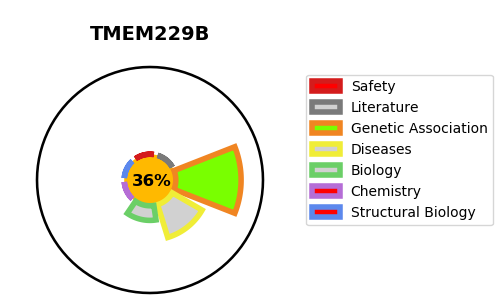 TMEM229B
36%
Safety
Literature
Genetic Association
Diseases
Biology
Chemistry
Structural Biology